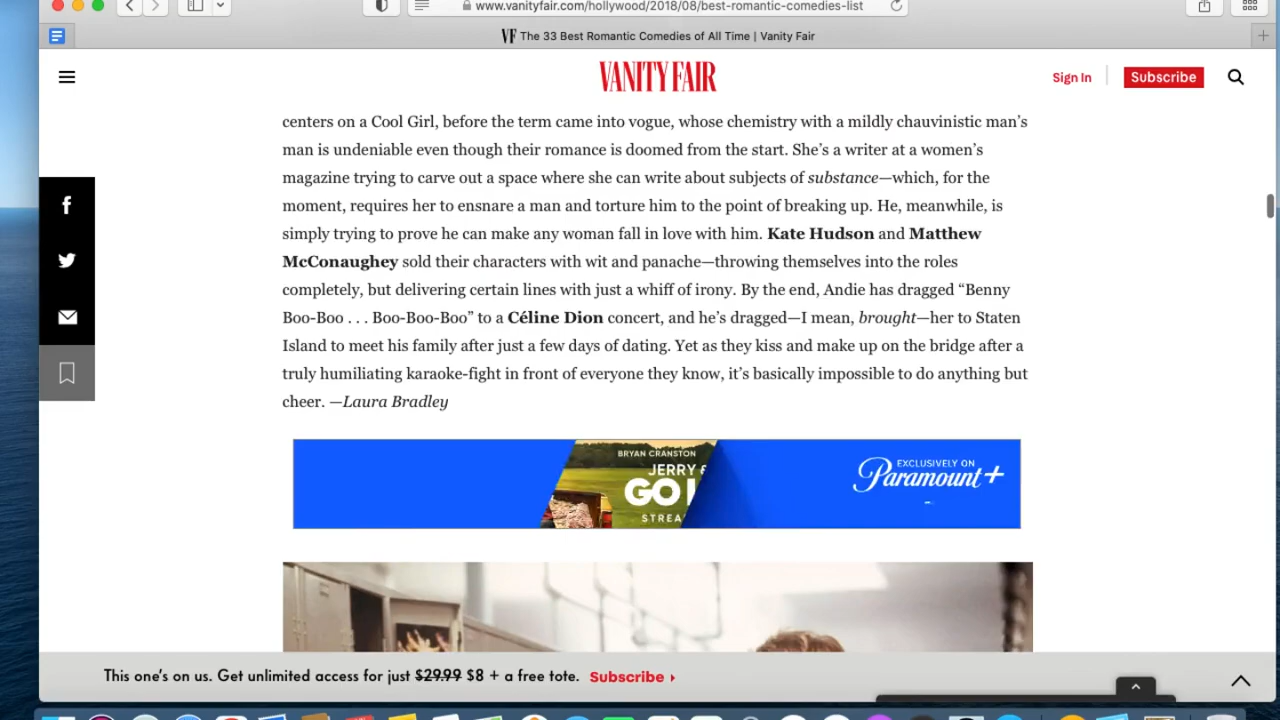 www.vanityfair.com/hollywood/2018/08/best-romantic-comedies-list
VF The 33 Best Romantic Comedies of All Time | Vanity Fair
VANITY FAIR
Sign In
Subscribe
centers on a Cool Girl, before the term came into vogue, whose chemistry with a mildly chauvinistic man’s
man is undeniable even though their romance is doomed from the start. She’s a writer at a women’s
magazine trying to carve out a space where she can write about subjects of substance—which, for the
moment, requires her to ensnare a man and torture him to the point of breaking up. He, meanwhile, is
simply trying to prove he can make any woman fall in love with him. Kate Hudson and Matthew
McConaughey sold their characters with wit and panache—throwing themselves into the roles
completely, but delivering certain lines with just a whiff of irony. By the end, Andie has dragged “Benny
Boo-Boo . . . Boo-Boo-Boo” to a Céline Dion concert, and he’s dragged—I mean, brought—her to Staten
Island to meet his family after just a few days of dating. Yet as they kiss and make up on the bridge after a
truly humiliating karaoke-fight in front of everyone they know, it’s basically impossible to do anything but
cheer. —Laura Bradley
BRYAN CRANSTON
JERRY &
GO
STREA
EXCLUSIVELY ON
Paramount+
This one’s on us. Get unlimited access for just $29.99 $8 + a free tote. Subscribe